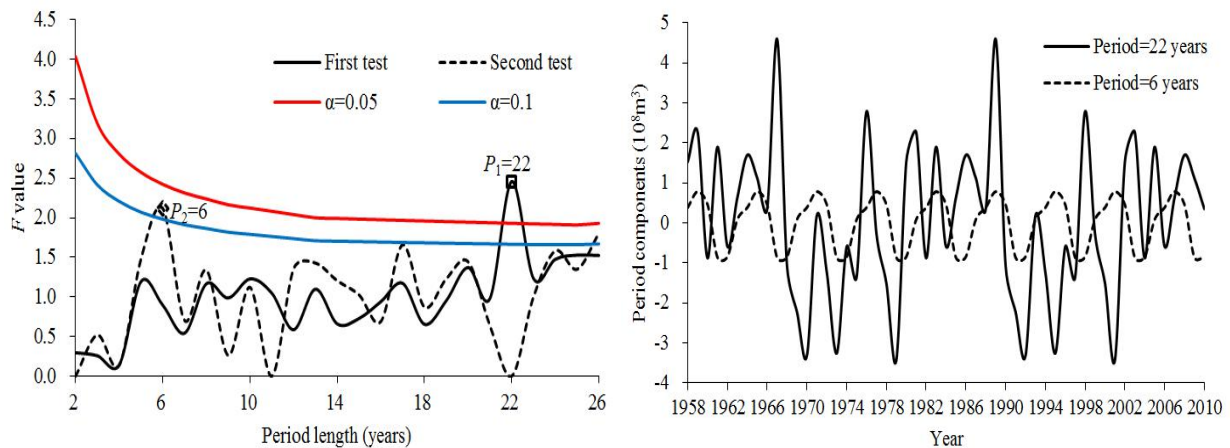 4.5
4.0
3.5
3.0
2.5
2.0
1.5
1.0
0.5
0.0
F value
First test
Second test
α=0.05
α=0.1
P₂=6
P₁=22
2 6 10 14 18 22 26
Period length (years)
5
4
3
2
1
0
-1
-2
-3
-4
Period components (10⁸m³)
Period=22 years
Period=6 years
1958 1962 1966 1970 1974 1978 1982 1986 1990 1994 1998 2002 2006 2010
Year